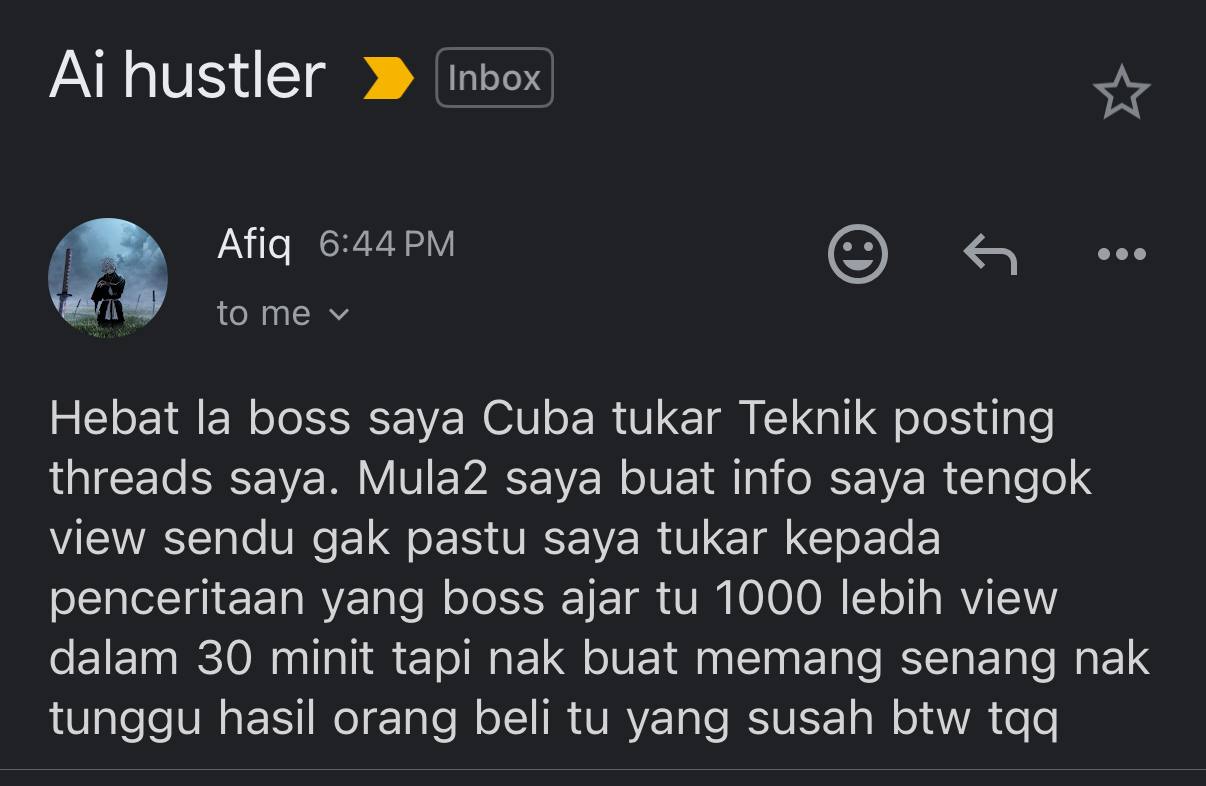 Ai hustler Inbox
Afiq 6:44 PM
to me
Hebat la boss saya Cuba tukar Teknik posting
threads saya. Mula2 saya buat info saya tengok
view sendu gak pastu saya tukar kepada
penceritaan yang boss ajar tu 1000 lebih view
dalam 30 minit tapi nak buat memang senang nak
tunggu hasil orang beli tu yang susah btw tqq